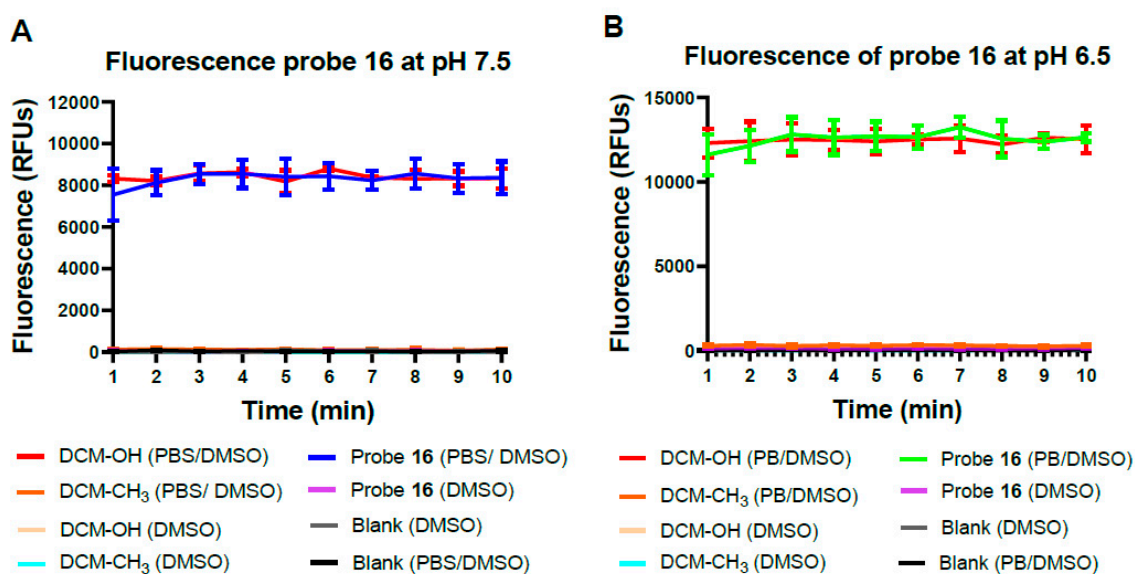 A
Fluorescence probe 16 at pH 7.5
Fluorescence (RFUs)
12000
10000
8000
6000
4000
2000
0
1 2 3 4 5 6 7 8 9 10
Time (min)
DCM-OH (PBS/DMSO)
DCM-CH₃ (PBS/ DMSO)
DCM-OH (DMSO)
DCM-CH₃ (DMSO)
Probe 16 (PBS/ DMSO)
Probe 16 (DMSO)
Blank (DMSO)
Blank (PBS/DMSO)
B
Fluorescence of probe 16 at pH 6.5
Fluorescence (RFUs)
15000
10000
5000
0
1 2 3 4 5 6 7 8 9 10
Time (min)
DCM-OH (PB/DMSO)
DCM-CH₃ (PB/DMSO)
DCM-OH (DMSO)
DCM-CH₃ (DMSO)
Probe 16 (PB/DMSO)
Probe 16 (DMSO)
Blank (DMSO)
Blank (PB/DMSO)